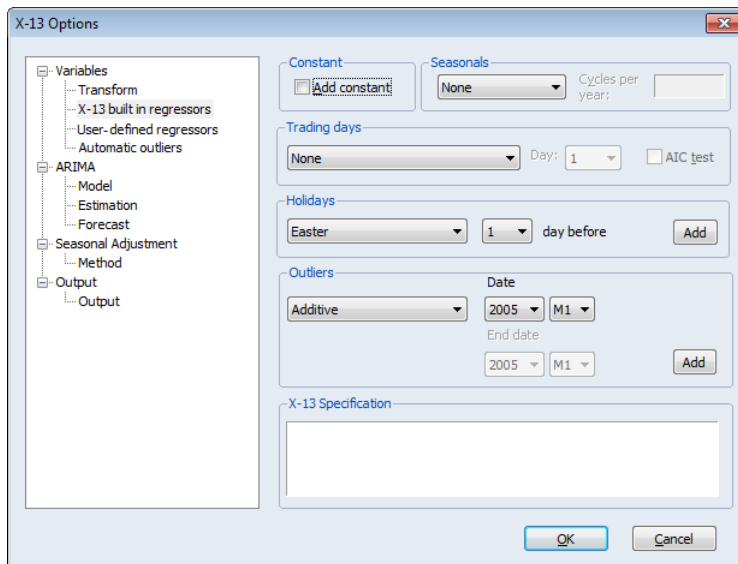 X-13 Options
Variables
Transform
X-13 built in regressors
User-defined regressors
Automatic outliers
ARIMA
Model
Estimation
Forecast
Seasonal Adjustment
Method
Output
Output
Constant
Add constant
Seasonals
None
Cycles per
year:
Trading days
None
Day: 1
AIC test
Holidays
Easter
1
day before
Add
Outliers
Additive
Date
2005 M1
End date
2005 M1
Add
X-13 Specification
OK
Cancel